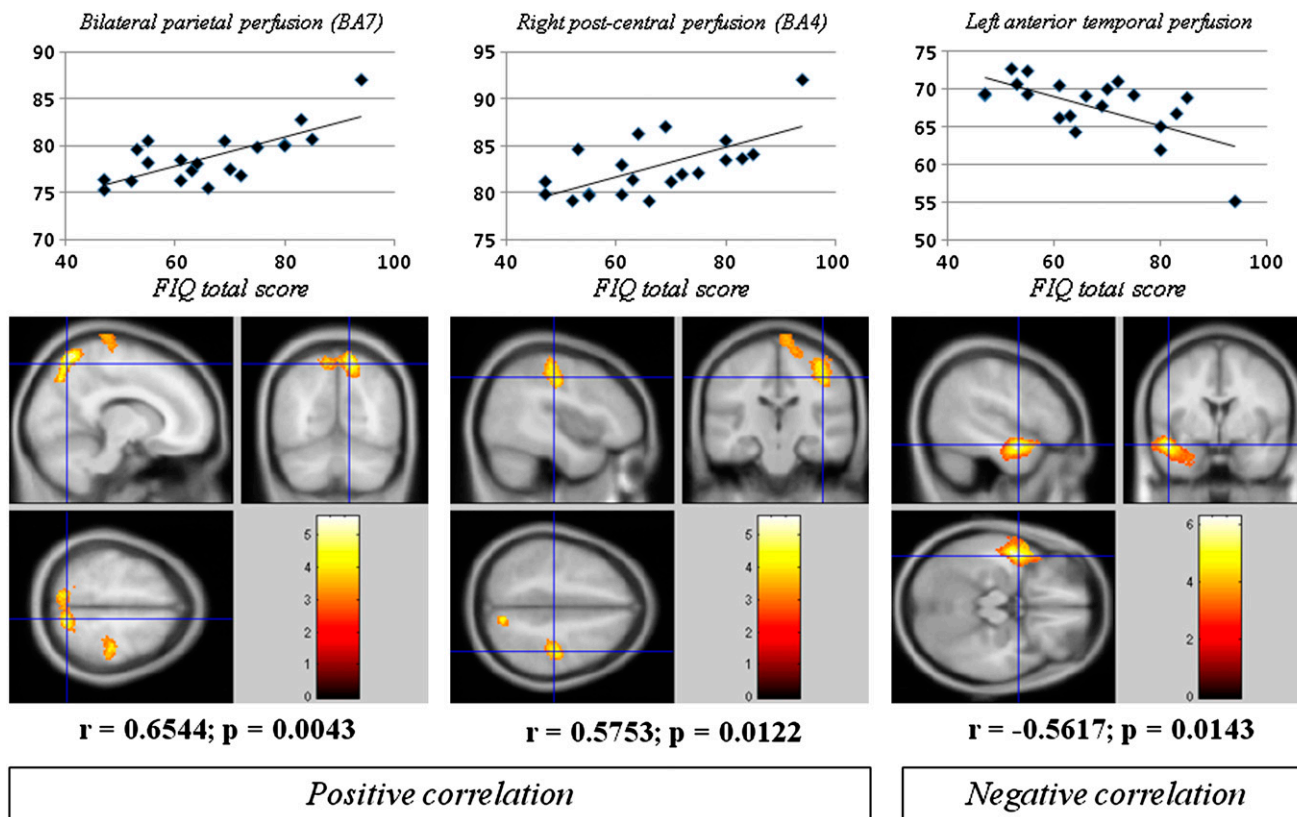 Bilateral parietal perfusion (BA7)
90
85
80
75
70
40 60 80 100
FIQ total score
Right post-central perfusion (BA4)
95
90
85
80
75
40 60 80 100
FIQ total score
Left anterior temporal perfusion
75
70
65
60
55
50
40 60 80 100
FIQ total score
5
4
3
2
1
0
5
4
3
2
1
0
6
4
2
0
r = 0.6544; p = 0.0043
r = 0.5753; p = 0.0122
r = -0.5617; p = 0.0143
Positive correlation
Negative correlation